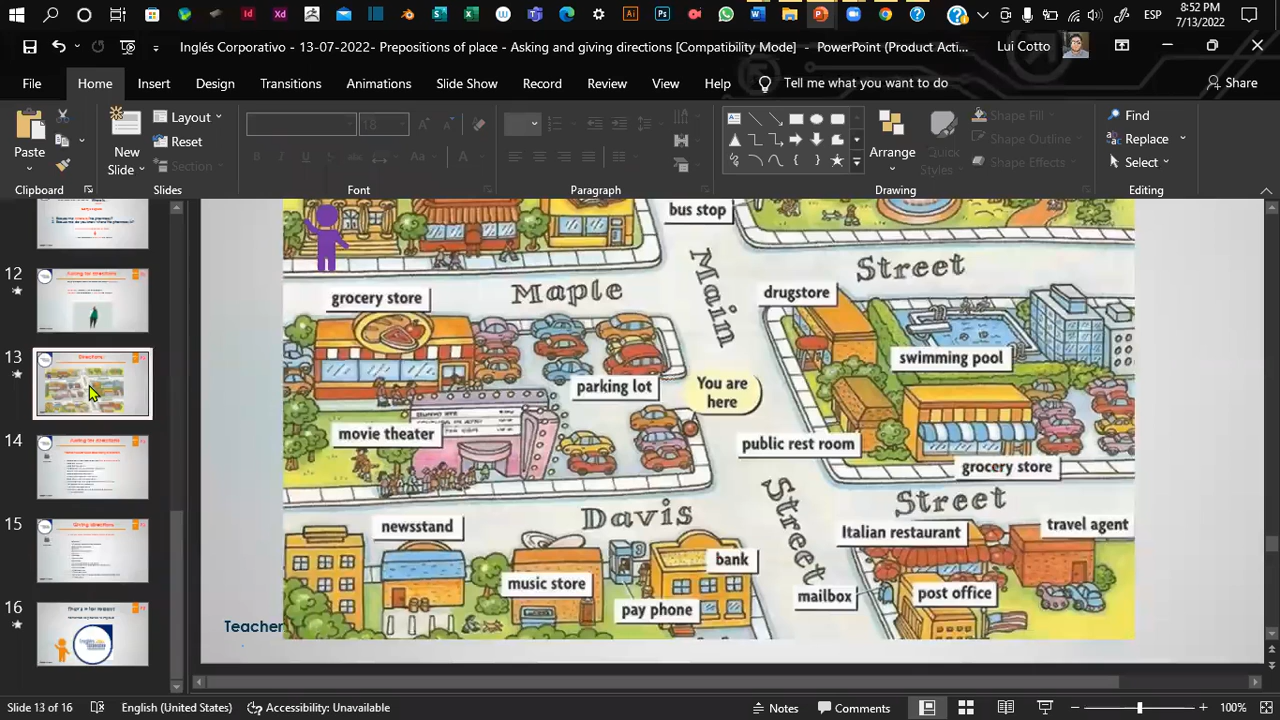 8:52 PM
ESP
7/13/2022
Inglés Corporativo - 13-07-2022- Prepositions of place - Asking and giving directions [Compatibility Mode] - PowerPoint (Product Acti...
Lui Cotto
File
Home
Insert
Design
Transitions
Animations
Slide Show
Record
Review
View
Help
Tell me what you want to do
Share
Paste
New
Slide
Layout
Reset
Section
18
Arrange
Quick
Styles
Shape Fill
Shape Outline
Shape Effects
Find
Replace
Select
Clipboard
Slides
Font
Paragraph
Drawing
Editing
12
13
Directions
14
15
Giving directions
16
bus stop
Main
Street
Maple
grocery store
drugstore
swimming pool
parking lot
You are
here
movie theater
public rest room
grocery store
Davis
Street
Street
newsstand
Italian restaurant
travel agent
bank
music store
mailbox
post office
pay phone
Teacher
Slide 13 of 16
English (United States)
Accessibility: Unavailable
Notes
Comments
100%